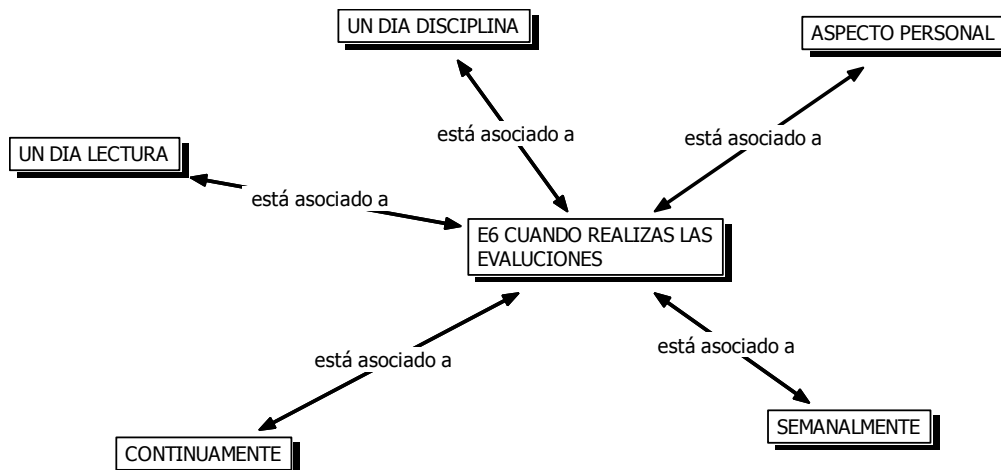 UN DIA DISCIPLINA
ASPECTO PERSONAL
está asociado a
está asociado a
UN DIA LECTURA
está asociado a
E6 CUANDO REALIZAS LAS
EVALUCIONES
está asociado a
está asociado a
SEMANALMENTE
CONTINUAMENTE